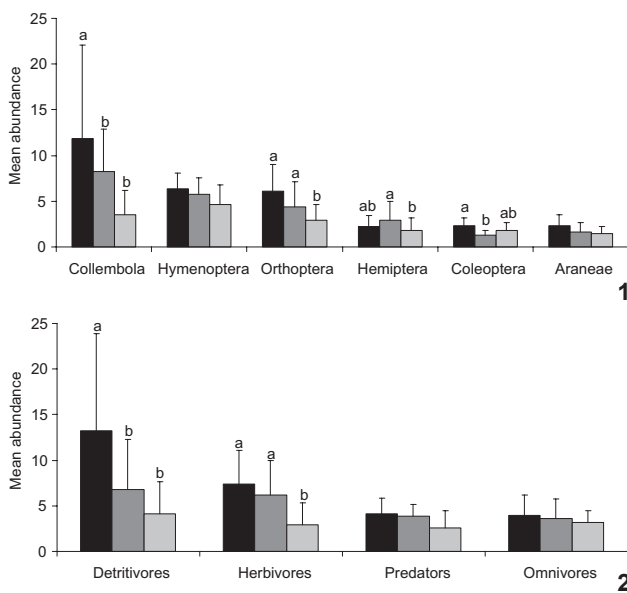 25
20
15
10
5
0
Mean abundance
a
b
b
a
a
b
ab
a
b
a
b
ab
Collembola Hymenoptera Orthoptera Hemiptera Coleoptera Araneae
1
25
20
15
10
5
0
Mean abundance
a
b
b
a
a
b
Detritivores Herbivores Predators Omnivores
2